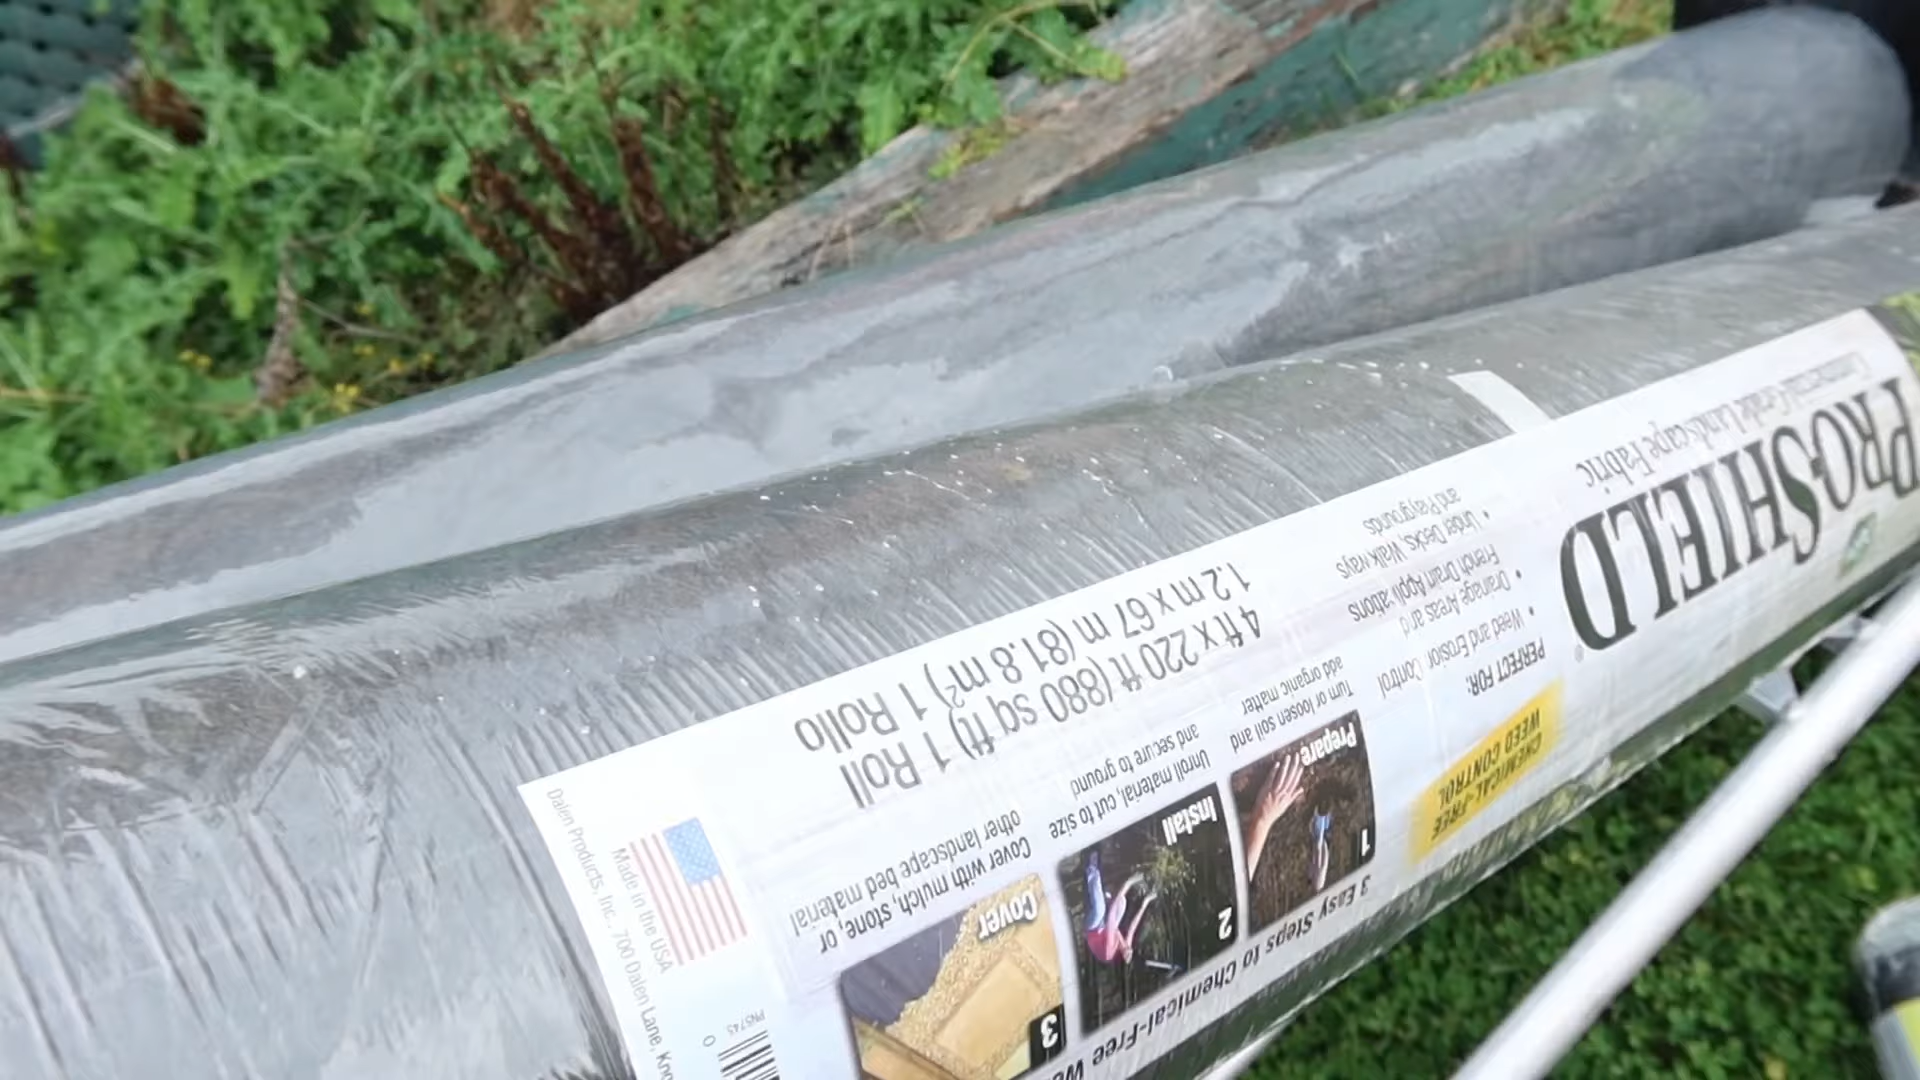 PRO-SHIELD
®
Commercial-Grade Landscape Fabric
CHEMICAL-FREE
WEED CONTROL
PERFECT FOR:
• Weed and Erosion Control
• Drainage Areas and
French Drain Applications
• Under Decks, Walkways
and Playgrounds
3 Easy Steps to Chemical-Free
1
Prepare
Turn or loosen soil and
add organic matter
2
Install
Unroll material, cut to size
and secure to ground
3
Cover
Cover with mulch, stone, or
other landscape bed material
4 ft x 220 ft (880 sq ft) 1 Roll
1.2 m x 67 m (81.8 m²) 1 Rollo
Made in the USA
Dalen Products, Inc. 700 Dalen Lane,
PN5745
0